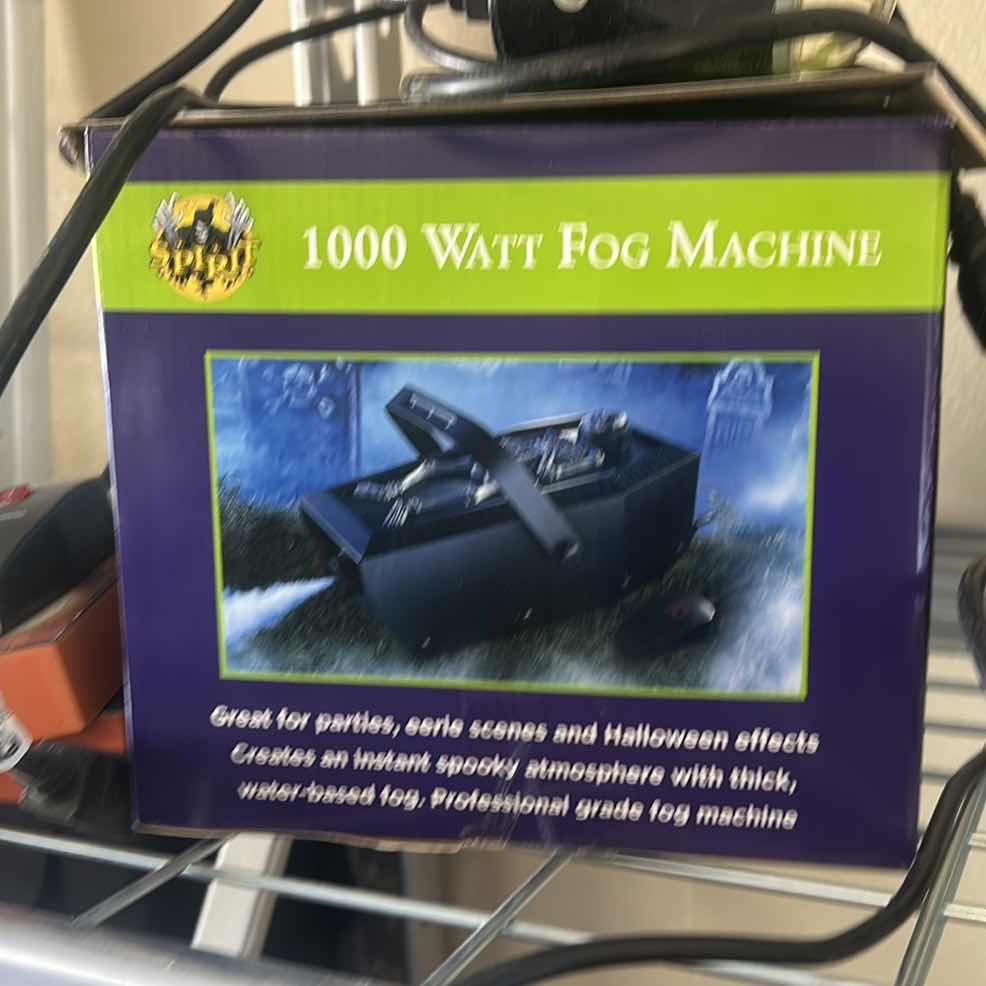 Spirit
1000 WATT FOG MACHINE
Great for parties, eerie scenes and Halloween effects
Creates an instant spooky atmosphere with thick,
water-based fog. Professional grade fog machine